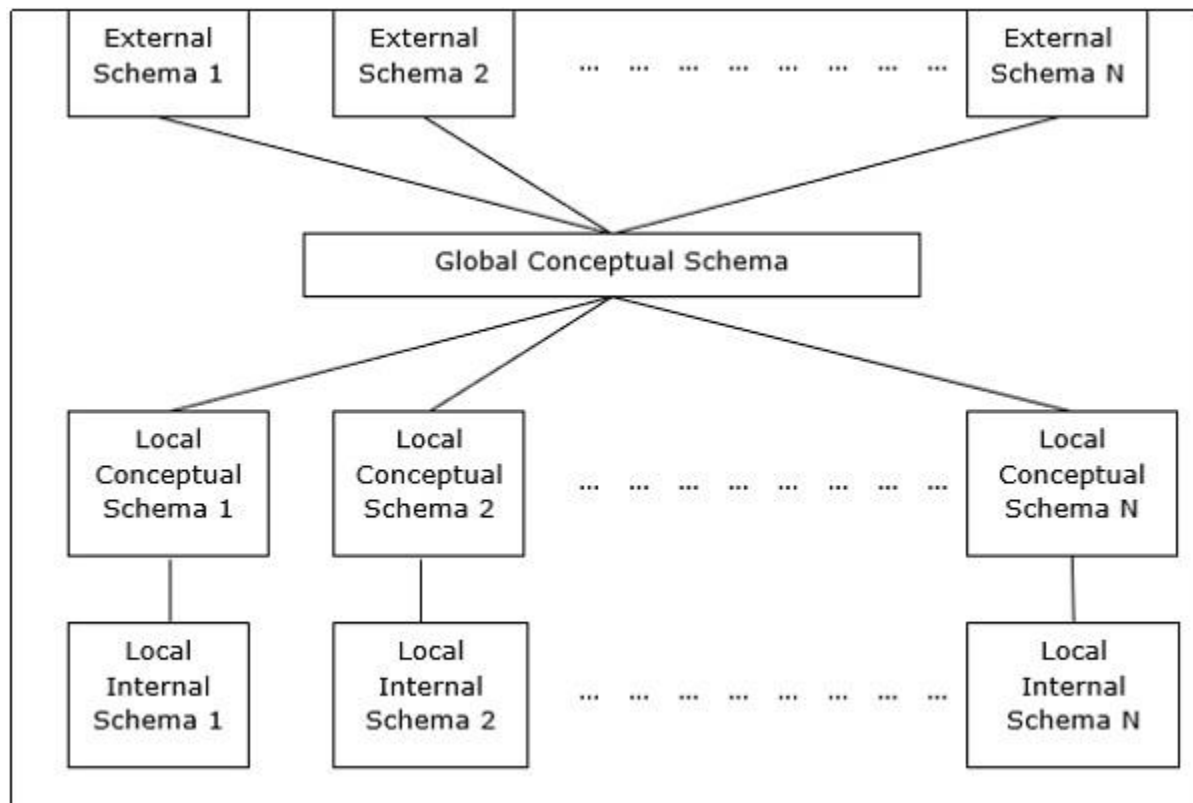 External
Schema 1
External
Schema 2
... ... ... ... ... ... ... ...
External
Schema N
Global Conceptual Schema
Local
Conceptual
Schema 1
Local
Conceptual
Schema 2
... ... ... ... ... ... ... ...
Local
Conceptual
Schema N
Local
Internal
Schema 1
Local
Internal
Schema 2
... ... ... ... ... ... ... ...
Local
Internal
Schema N